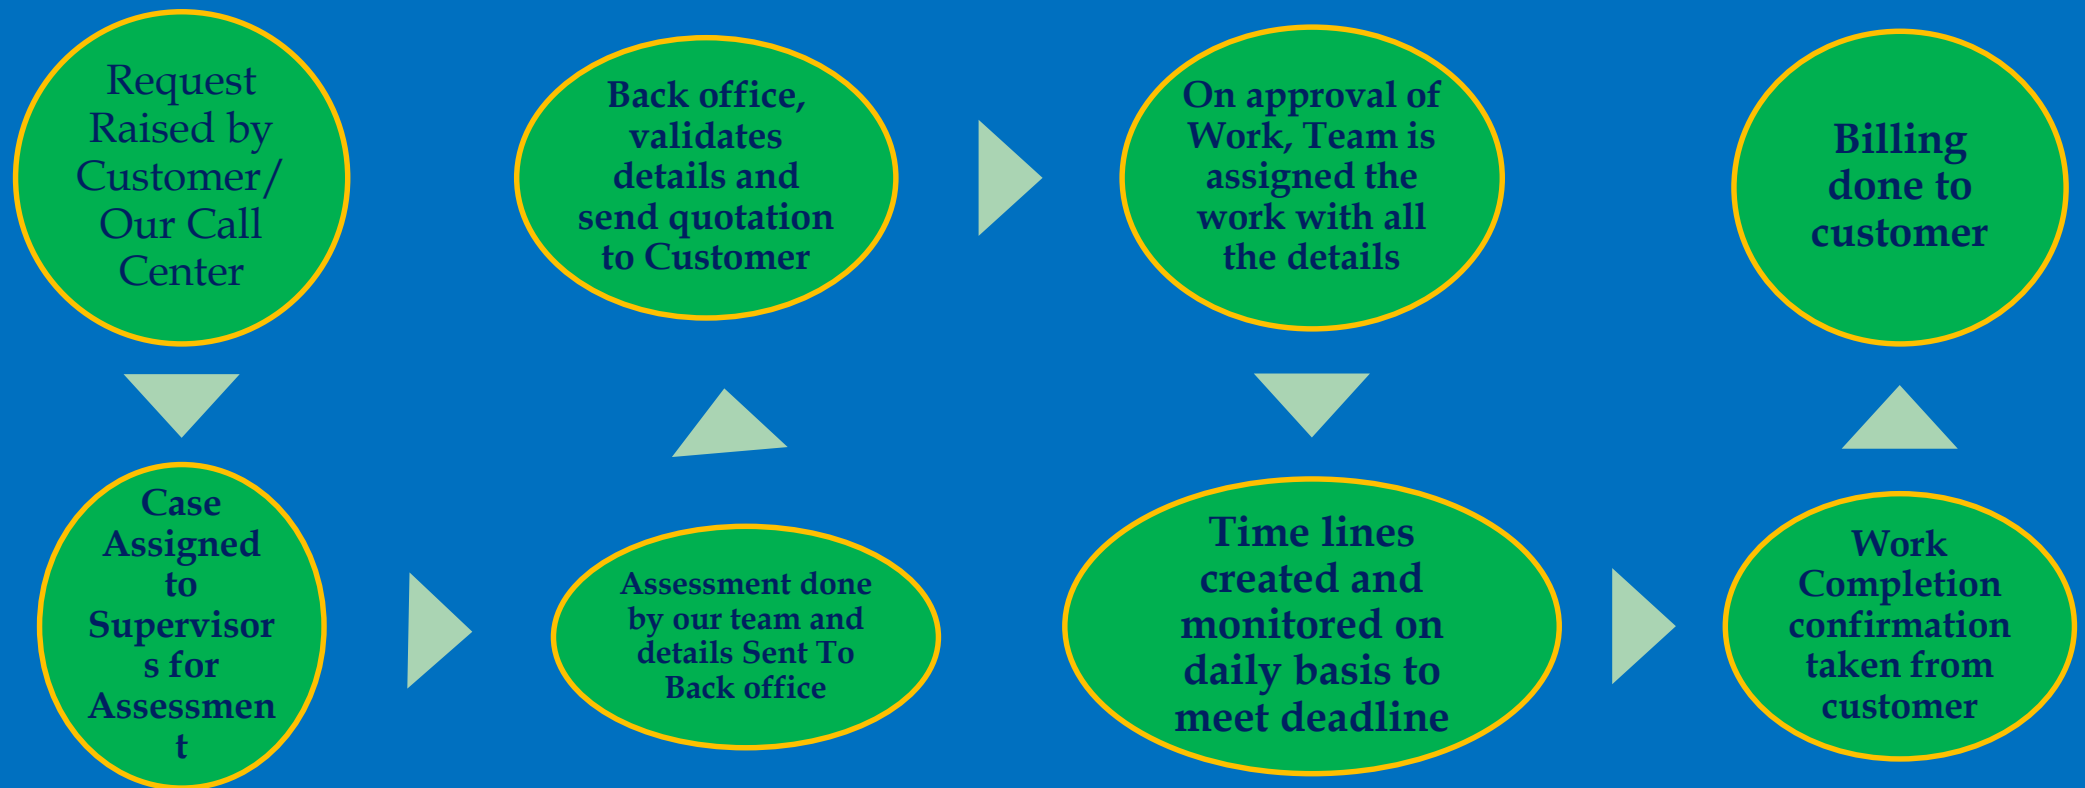 Request
Raised by
Customer/
Our Call
Center
Case
Assigned
to
Supervisor
s for
Assessmen
t
Assessment done
by our team and
details Sent To
Back office
Back office,
validates
details and
send quotation
to Customer
On approval of
Work, Team is
assigned the
work with all
the details
Time lines
created and
monitored on
daily basis to
meet deadline
Work
Completion
confirmation
taken from
customer
Billing
done to
customer